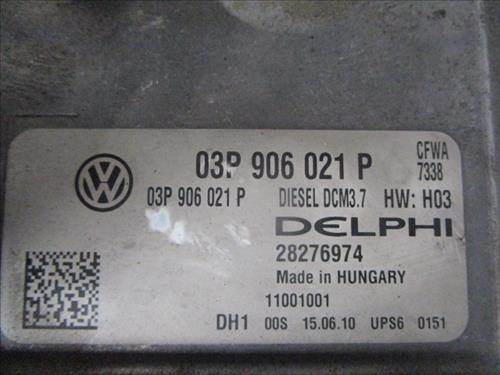 03P 906 021 P CFWA
7338
03P 906 021 P DIESEL DCM3.7 HW: H03
DELPHI
28276974
Made in HUNGARY
11001001
DH1 00S 15.06.10 UPS6 0151